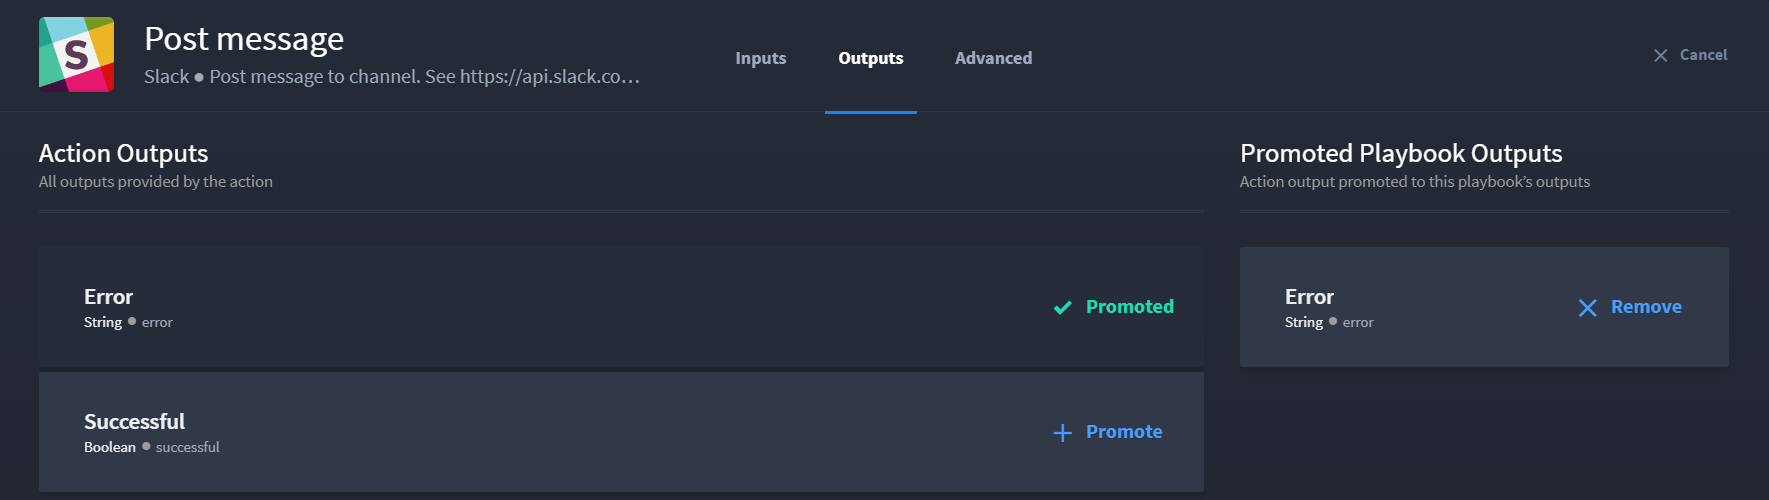 S
Post message
Slack ● Post message to channel. See https://api.slack.co…
Inputs
Outputs
Advanced
Cancel
Action Outputs
All outputs provided by the action
Error
String ● error
Promoted
Successful
Boolean ● successful
Promote
Promoted Playbook Outputs
Action output promoted to this playbook’s outputs
Error
String ● error
Remove